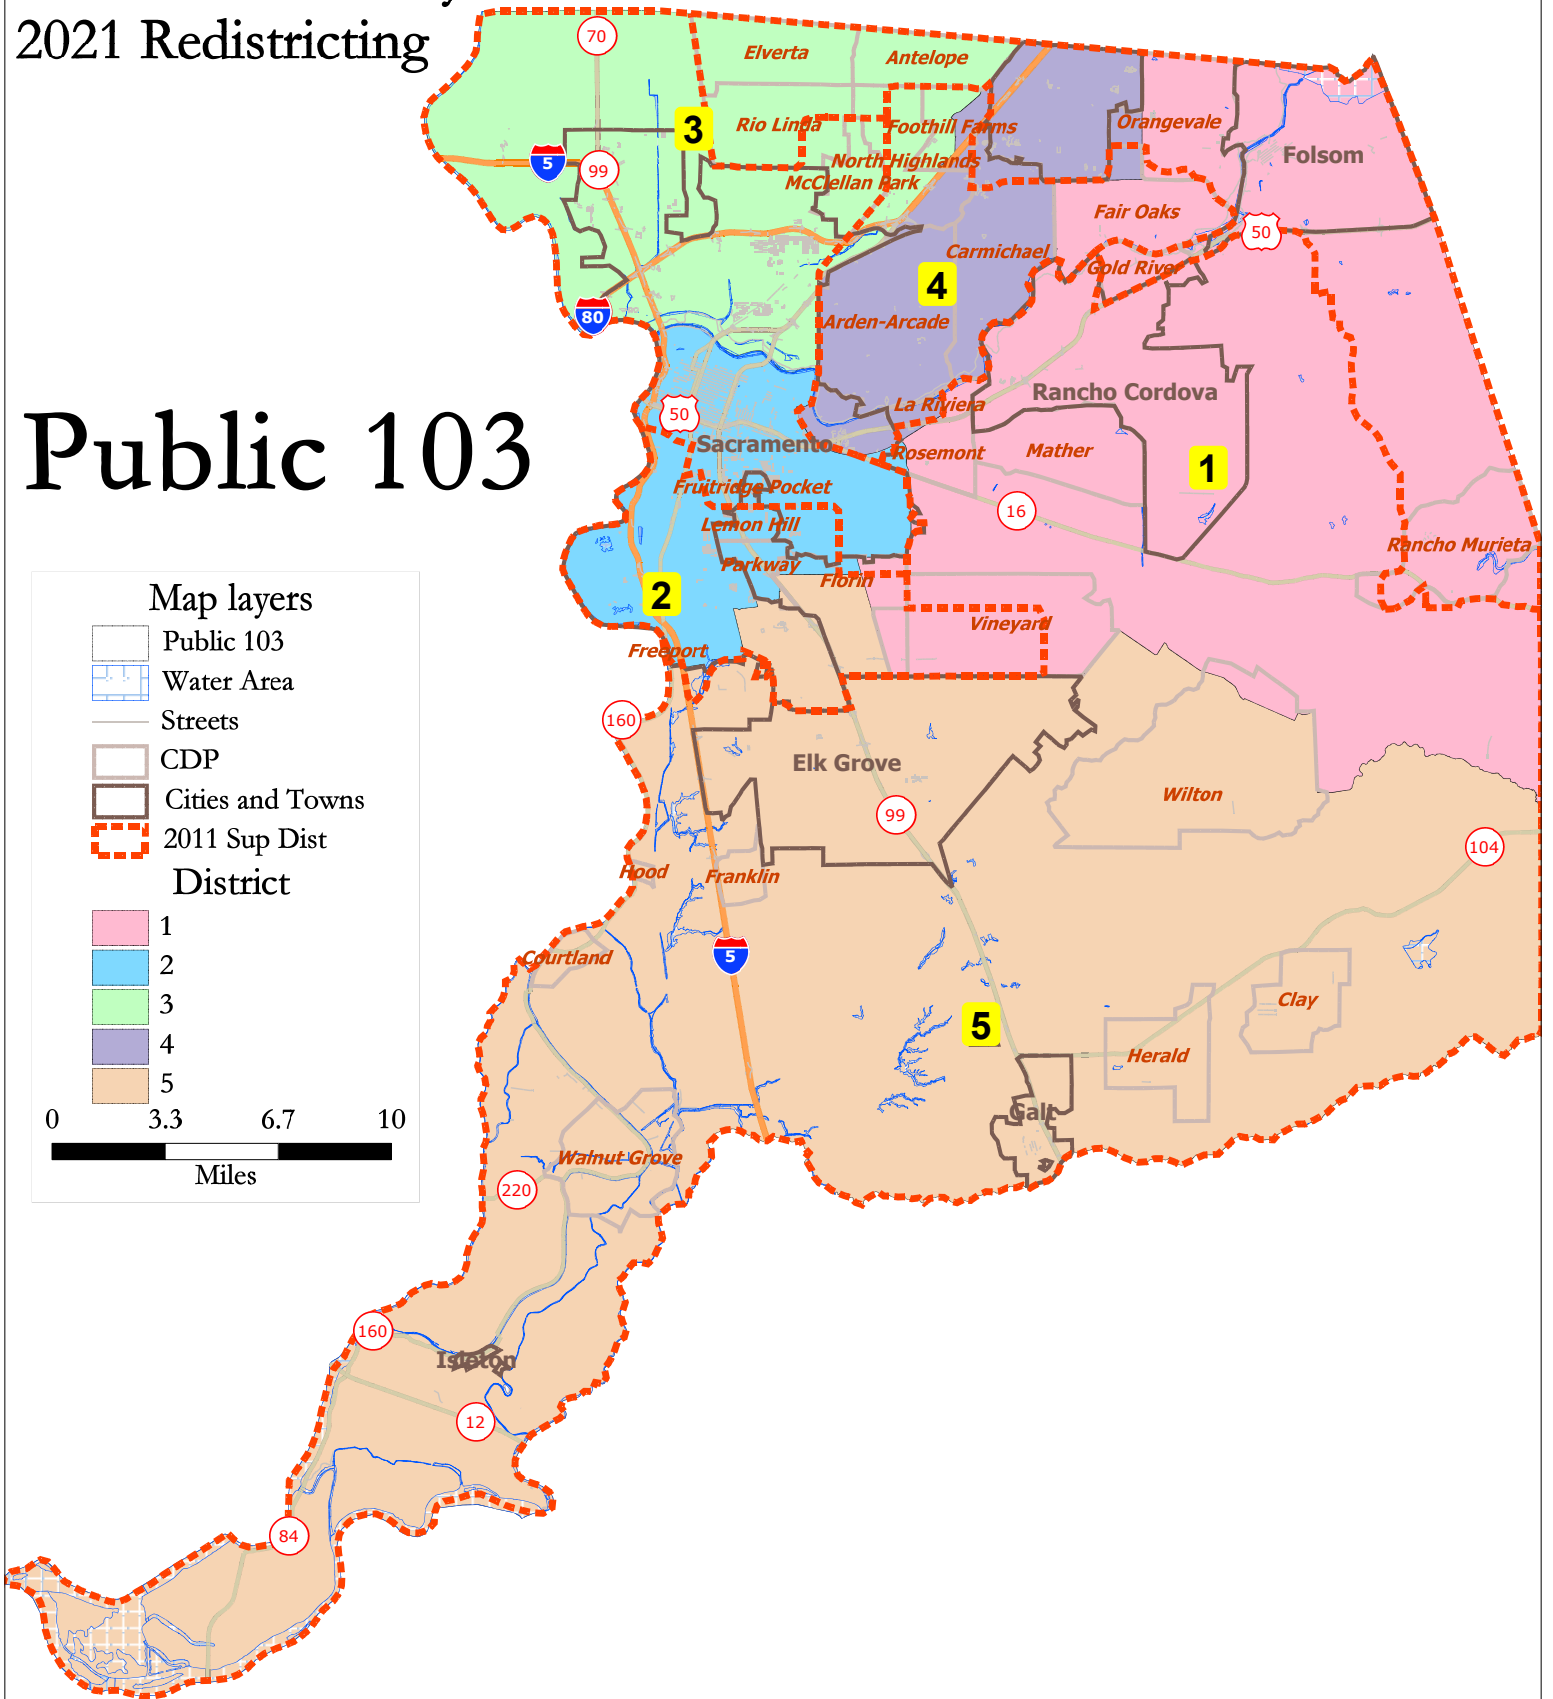 2021 Redistricting
Public 103
70
Elverta
Antelope
3
Rio Linda
Foothill Farms
Orangevale
5
99
North Highlands
Folsom
McClellan Park
Fair Oaks
50
Carmichael
Gold River
4
80
Arden-Arcade
Rancho Cordova
La Riviera
50
Sacramento
Rosemont
Mather
1
Fruitridge Pocket
16
Lemon Hill
Rancho Murieta
Parkway
Florin
2
Vineyard
Freeport
160
Elk Grove
Wilton
99
104
Hood
Franklin
5
Courtland
Clay
5
Herald
Galt
Walnut Grove
220
160
Isleton
12
84
Map layers
Public 103
Water Area
Streets
CDP
Cities and Towns
2011 Sup Dist
District
1
2
3
4
5
0 3.3 6.7 10
Miles